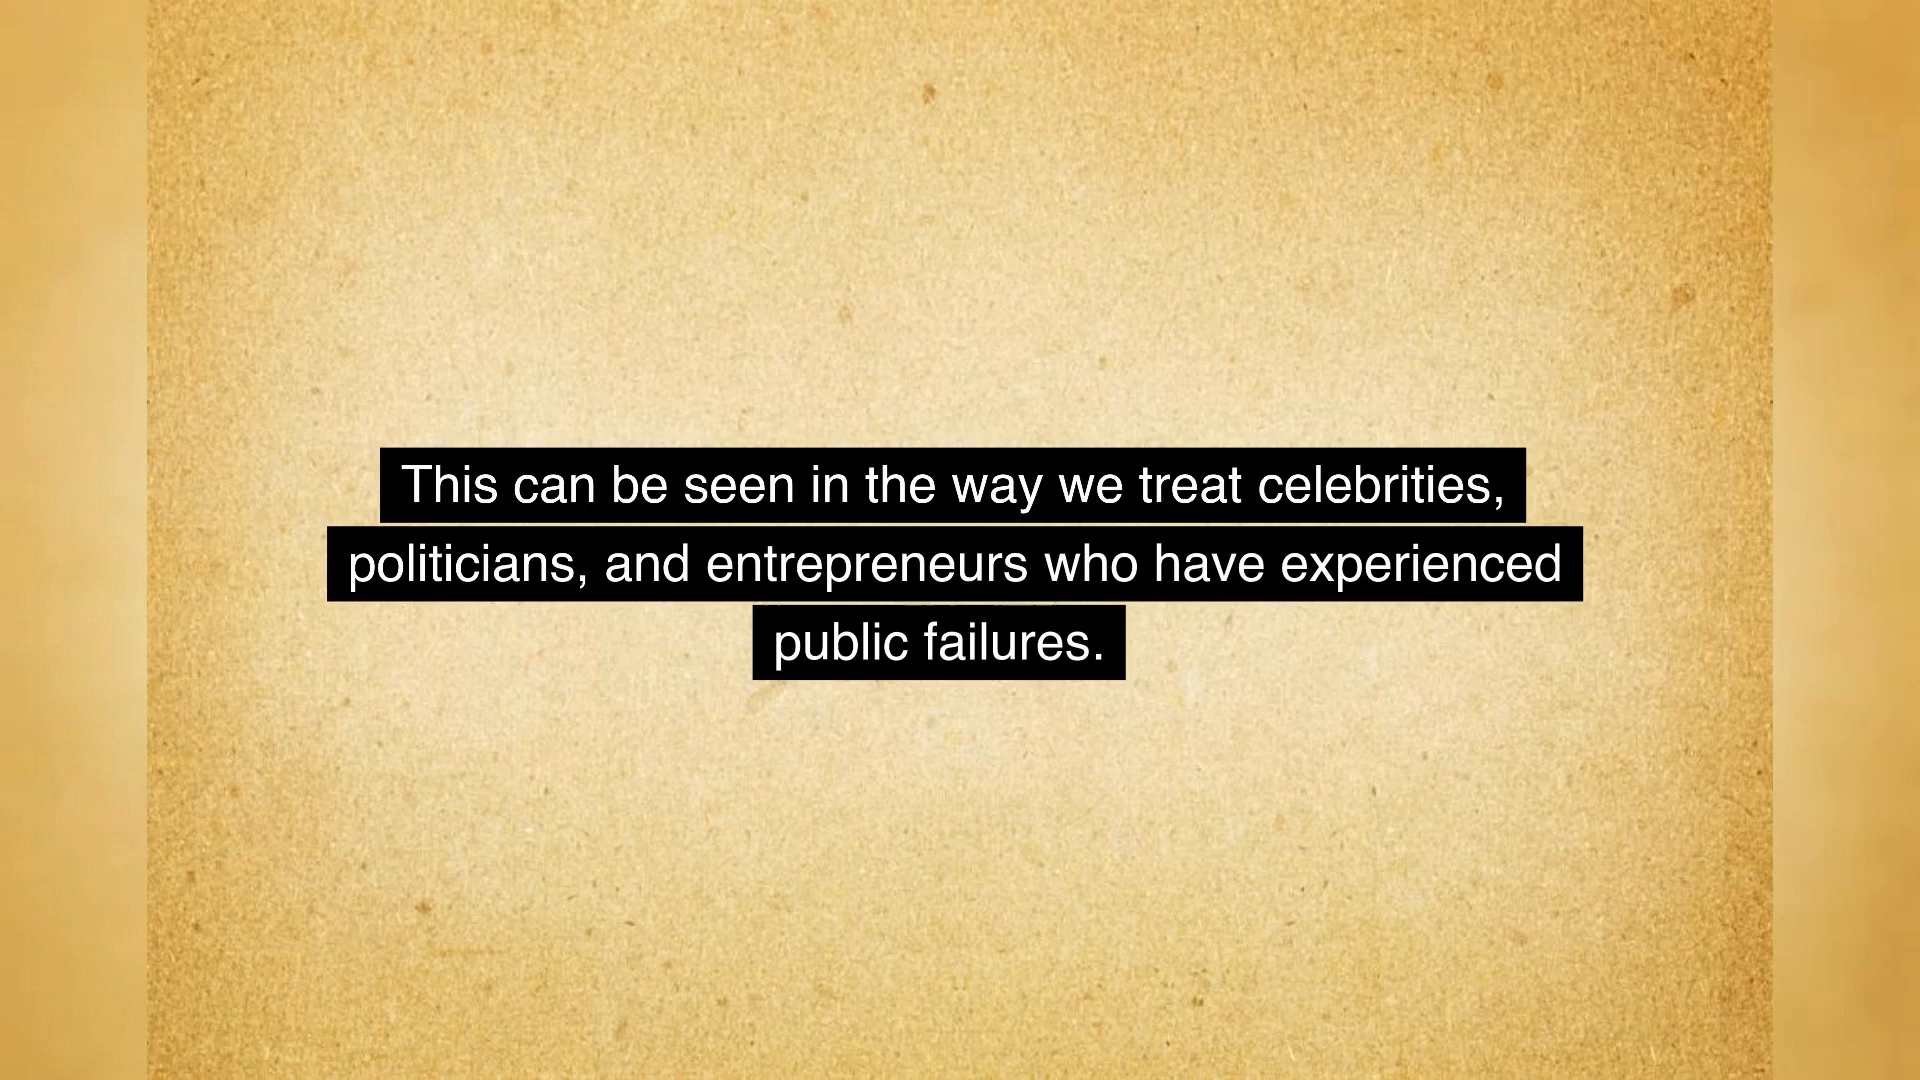 This can be seen in the way we treat celebrities,
politicians, and entrepreneurs who have experienced
public failures.